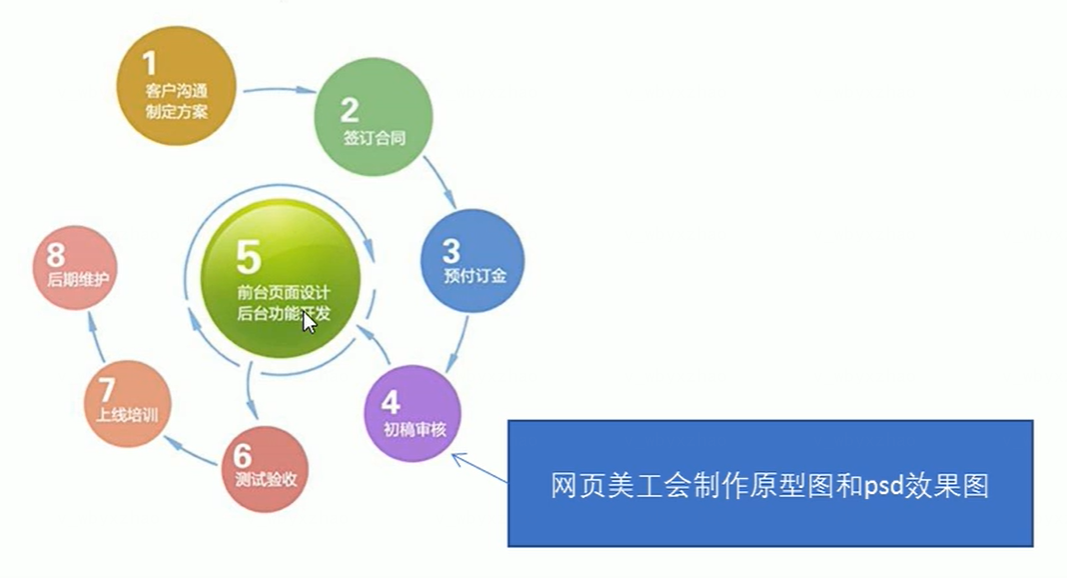 1
客户沟通
制定方案
2
签订合同
3
预付订金
4
初稿审核
5
前台页面设计
后台功能开发
6
测试验收
7
上线培训
8
后期维护
网页美工会制作原型图和psd效果图